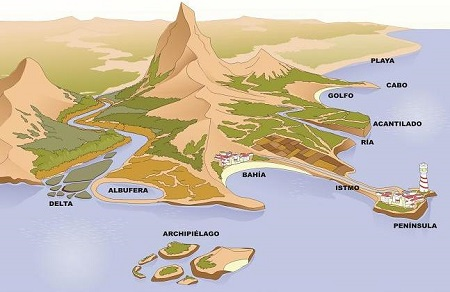 PLAYA
CABO
GOLFO
ACANTILADO
RÍA
BAHÍA
ISTMO
ALBUFERA
DELTA
PENÍNSULA
ARCHIPIÉLAGO